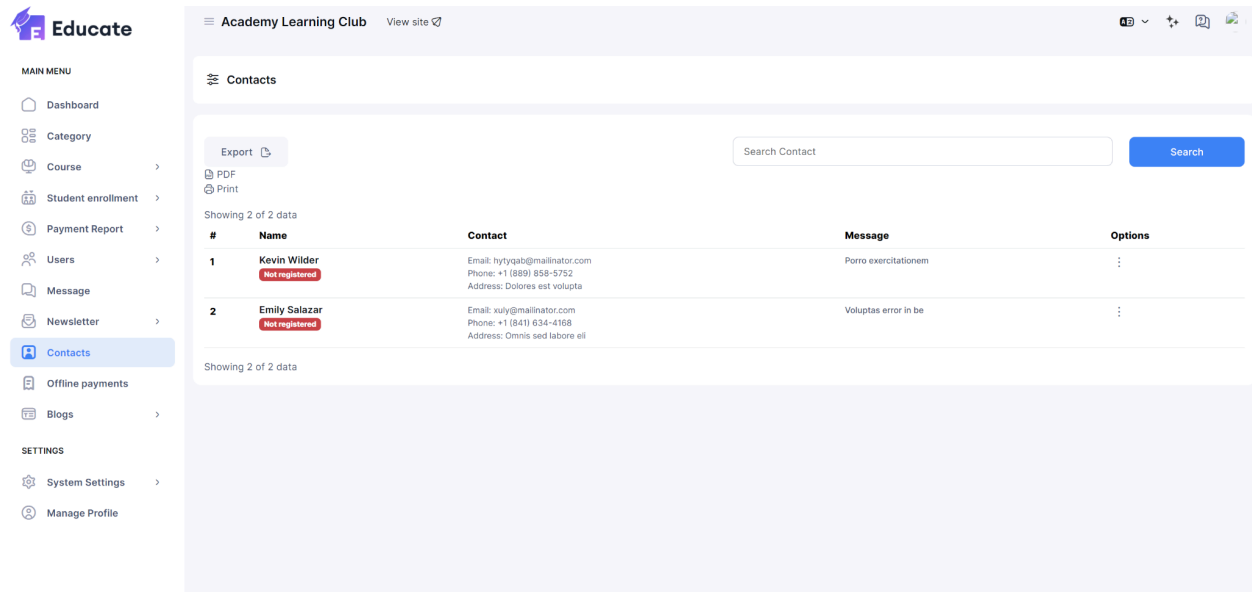 Educate
Academy Learning Club
View site
MAIN MENU
Dashboard
Category
Course
Student enrollment
Payment Report
Users
Message
Newsletter
Contacts
Offline payments
Blogs
SETTINGS
System Settings
Manage Profile
Contacts
Export
Search Contact
Search
PDF
Print
Showing 2 of 2 data
# Name Contact Message Options
1 Kevin Wilder Email: hytyqab@mailinator.com Porro exercitationem
Not registered Phone: +1 (889) 858-5752
Address: Dolores est volupta
2 Emily Salazar Email: xuly@mailinator.com Voluptas error in be
Not registered Phone: +1 (841) 634-4168
Address: Omnis sed labore eli
Showing 2 of 2 data